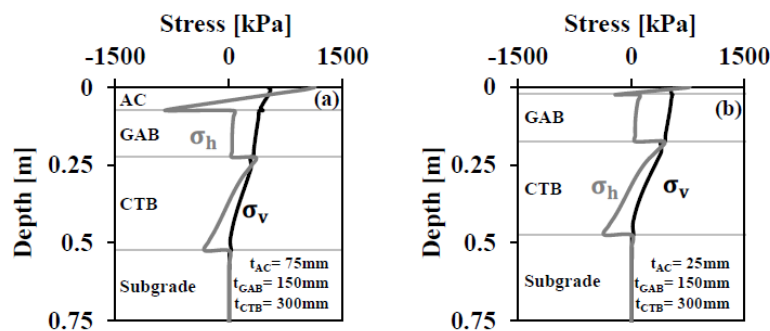 Stress [kPa]
-1500 0 1500
0
0.25
0.5
0.75
Depth [m]
AC
GAB
CTB
Subgrade
(a)
σh
σv
tAC= 75mm
tGAB= 150mm
tCTB= 300mm
Stress [kPa]
-1500 0 1500
0
0.25
0.5
0.75
Depth [m]
GAB
CTB
Subgrade
(b)
σh
σv
tAC= 25mm
tGAB= 150mm
tCTB= 300mm